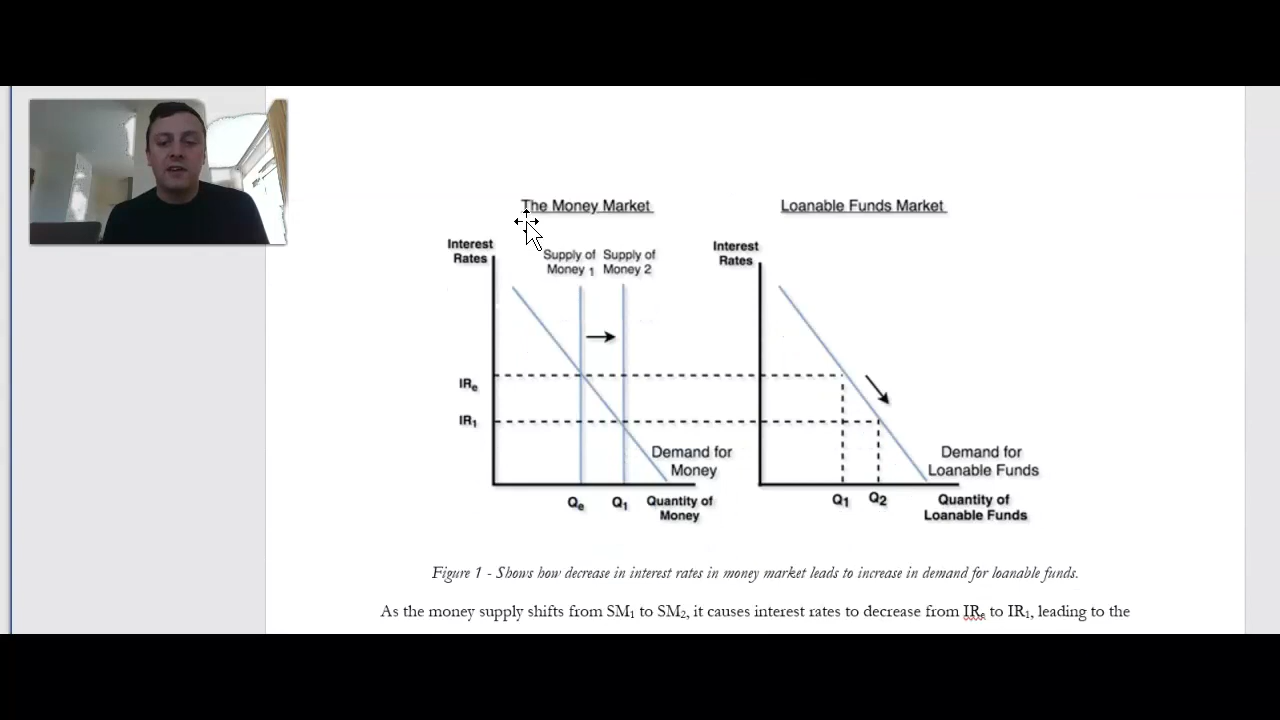 The Money Market
Loanable Funds Market
Interest
Rates
Supply of
Money 1
Supply of
Money 2
IRe
IR1
Demand for
Money
Qe
Q1
Quantity of
Money
Interest
Rates
Demand for
Loanable Funds
Q1
Q2
Quantity of
Loanable Funds
Figure 1 - Shows how decrease in interest rates in money market leads to increase in demand for loanable funds.
As the money supply shifts from SM1 to SM2, it causes interest rates to decrease from IRe to IR1, leading to the